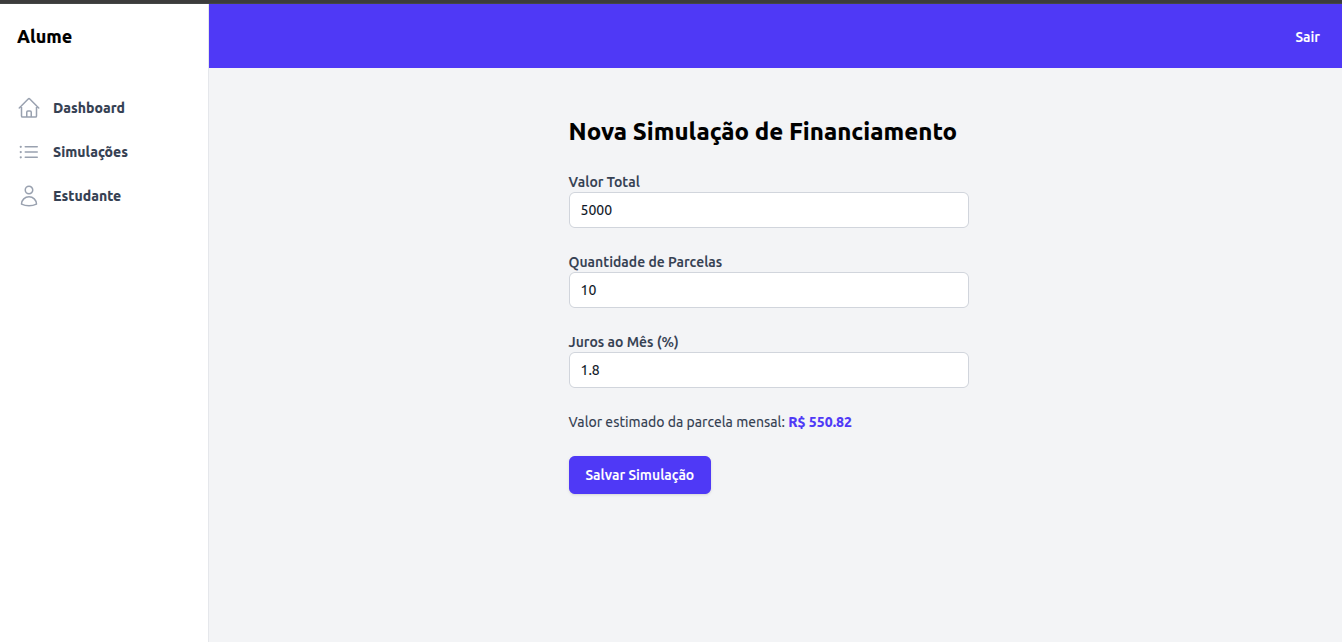 Alume
Sair
Dashboard
Simulações
Estudante
Nova Simulação de Financiamento
Valor Total
5000
Quantidade de Parcelas
10
Juros ao Mês (%)
1.8
Valor estimado da parcela mensal: R$ 550.82
Salvar Simulação